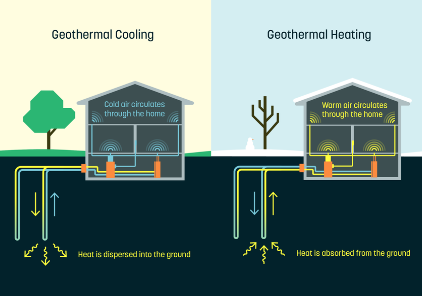 Geothermal Cooling
Cold air circulates
through the home
Heat is dispersed into the ground
Geothermal Heating
Warm air circulates
through the home
Heat is absorbed from the ground